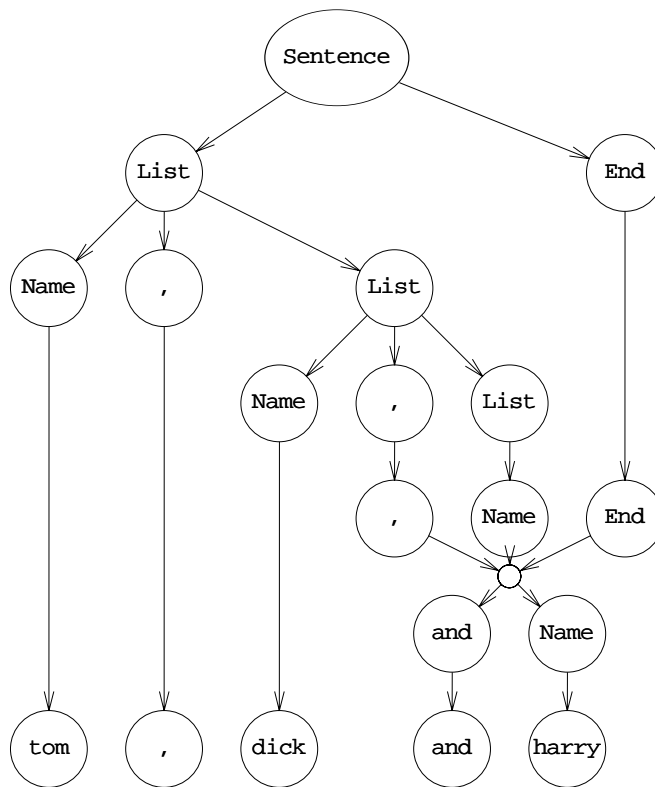 Sentence
List End
Name , List
Name , List
, Name End
and Name
tom , dick and harry